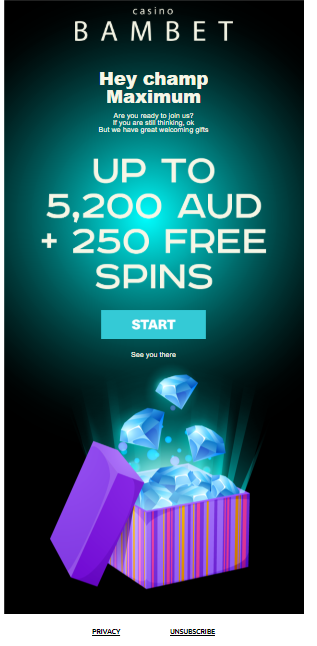 casino
BAMBET
Hey champ
Maximum
Are you ready to join us?
If you are still thinking, ok
But we have great welcoming gifts
UP TO
5,200 AUD
+ 250 FREE
SPINS
START
See you there
PRIVACY UNSUBSCRIBE